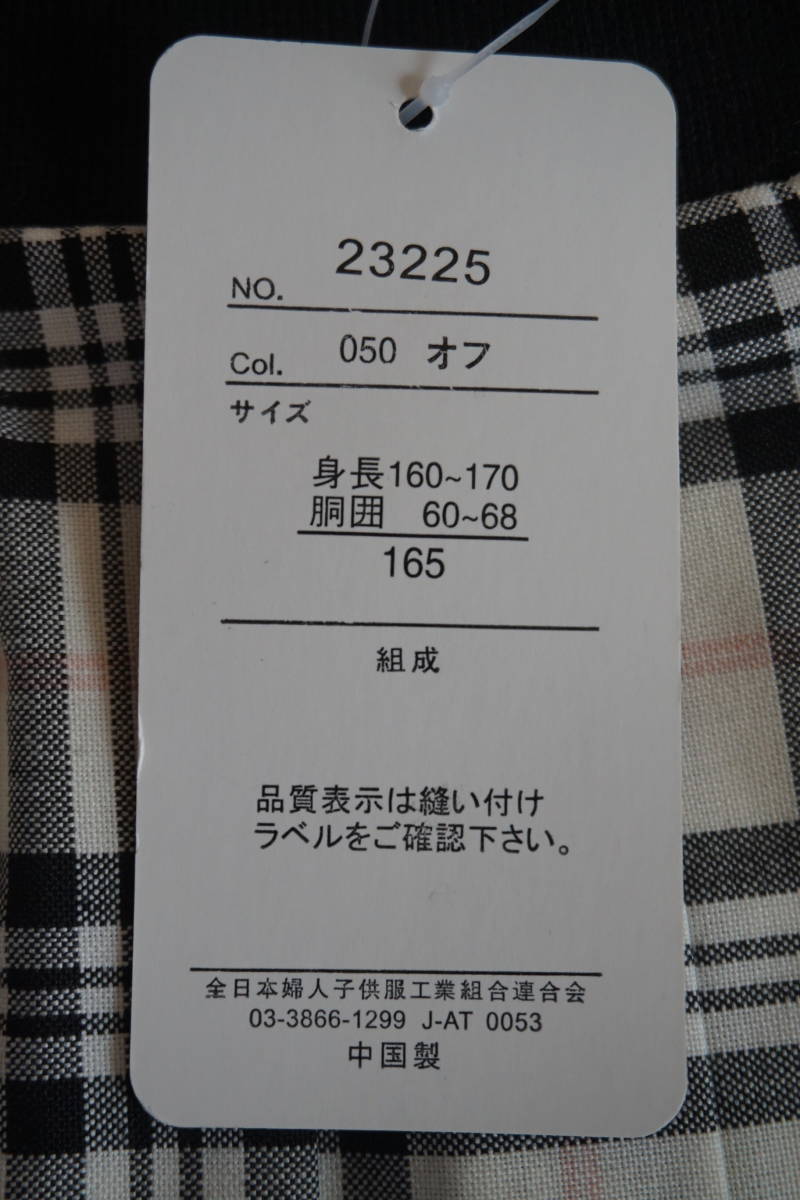 NO. 23225
Col. 050 オフ
サイズ
身長160~170
胴囲 60~68
165
組成
品質表示は縫い付け
ラベルをご確認下さい。
全日本婦人子供服工業組合連合会
03-3866-1299 J-AT 0053
中国製